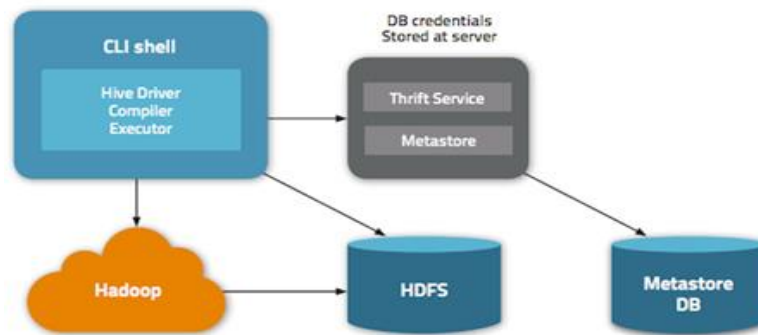 CLI shell
Hive Driver
Compiler
Executor
DB credentials
Stored at server
Thrift Service
Metastore
Hadoop
HDFS
Metastore
DB